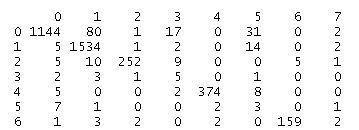 0 1 2 3 4 5 6 7
0 1144 80 1 17 0 31 0 2
1 5 1534 1 2 0 14 0 2
2 5 10 252 9 0 0 5 1
3 2 3 1 5 0 1 0 0
4 5 0 0 2 374 8 0 0
5 7 1 0 0 2 3 0 1
6 1 3 2 0 2 0 159 2